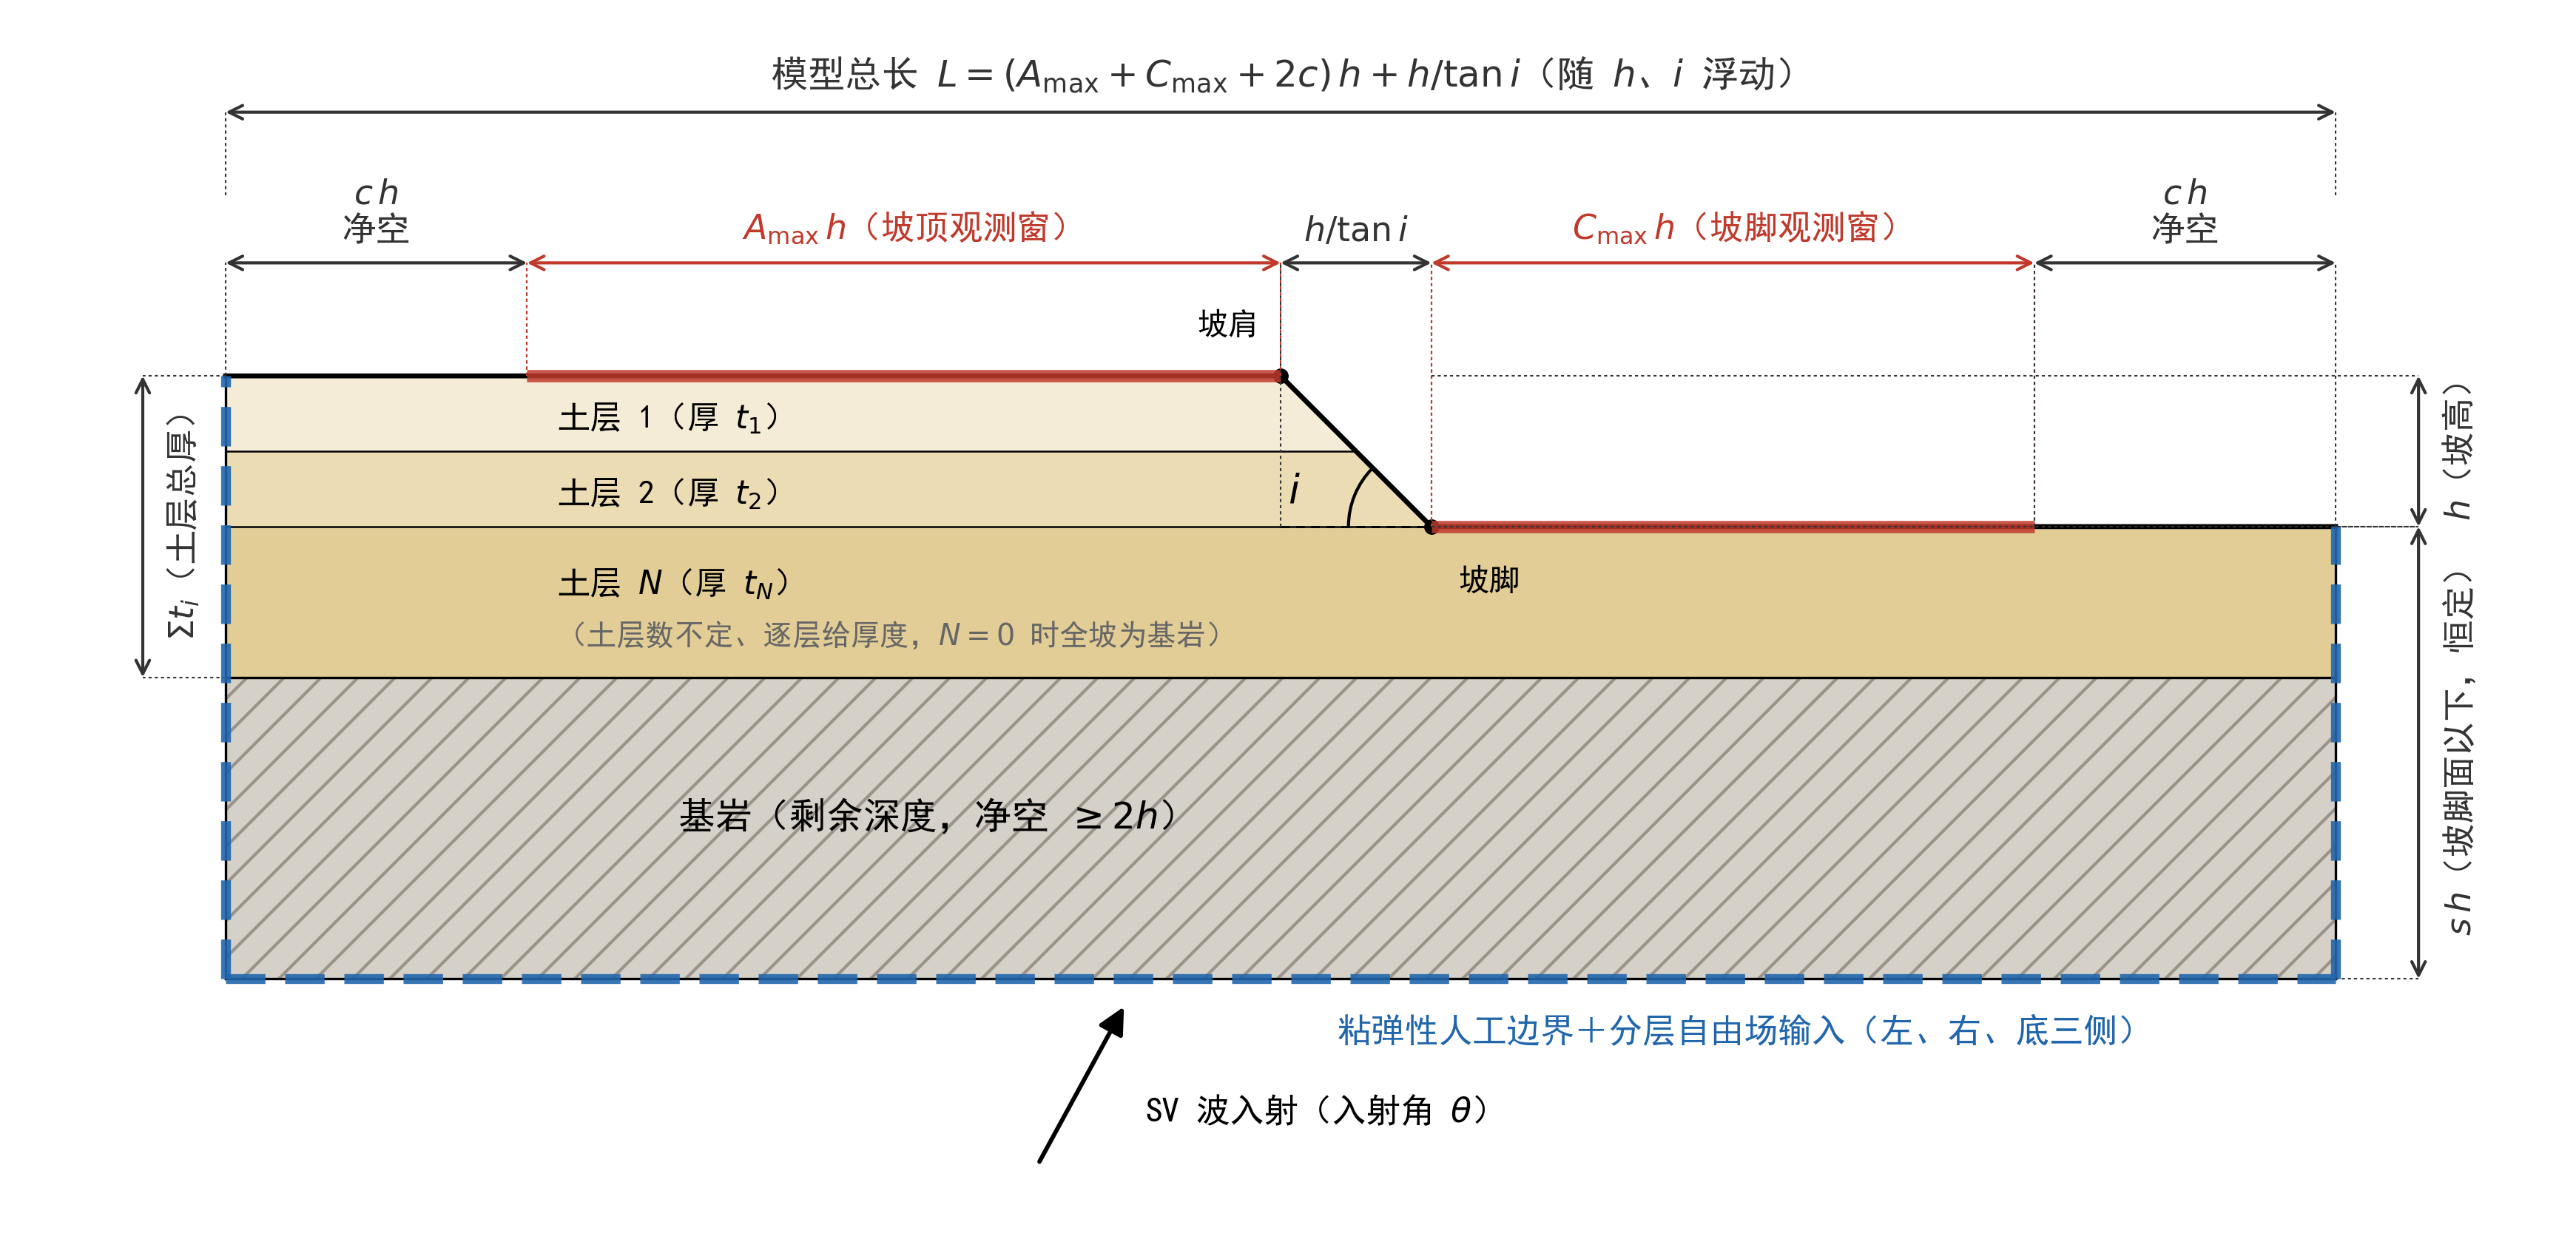 模型总长 L = (Amax + Cmax + 2c) h + h/tan i（随 h、i 浮动）
c h
净空
Amax h（坡顶观测窗）
h/tan i
Cmax h（坡脚观测窗）
c h
净空
坡肩
土层 1（厚 t1）
土层 2（厚 t2）
i
土层 N（厚 tN）
（土层数不定、逐层给厚度，N = 0 时全坡为基岩）
坡脚
Σti（土层总厚）
h（坡高）
s h（坡脚面以下，恒定）
基岩（剩余深度，净空 ≥ 2h）
粘弹性人工边界＋分层自由场输入（左、右、底三侧）
SV 波入射（入射角 θ）